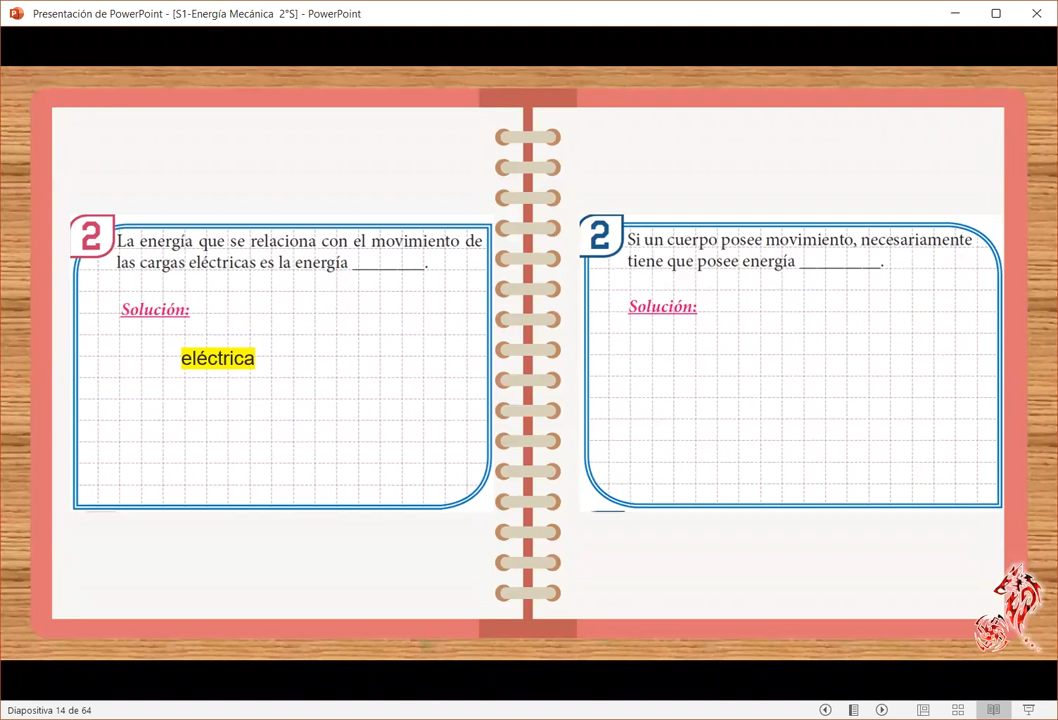 Presentación de PowerPoint - [S1-Energía Mecánica 2°S] - PowerPoint
2
La energía que se relaciona con el movimiento de
las cargas eléctricas es la energía ________.
Solución:
eléctrica
2
Si un cuerpo posee movimiento, necesariamente
tiene que posee energía _________.
Solución:
Diapositiva 14 de 64